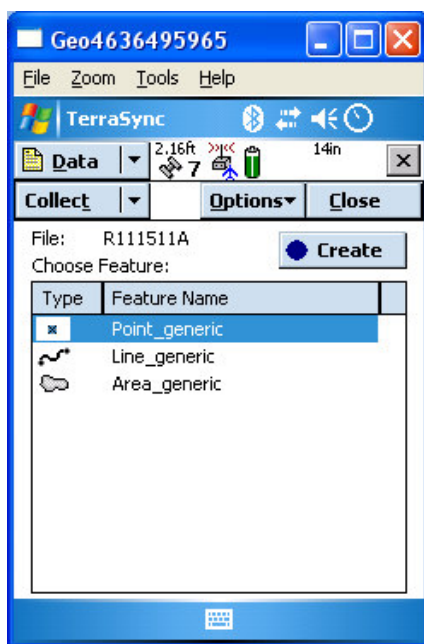 Geo4636495965
File Zoom Tools Help
TerraSync
Data 2.16ft 7 14in
Collect Options Close
File: R111511A Create
Choose Feature:
Type Feature Name
Point_generic
Line_generic
Area_generic